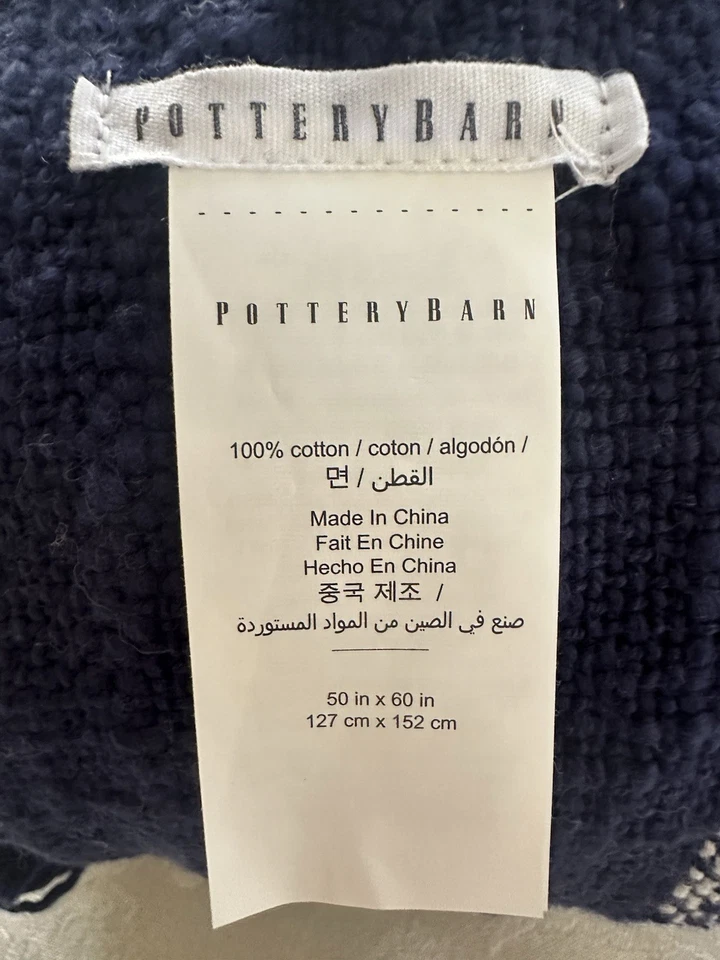 POTTERYBARN
POTTERYBARN
100% cotton / coton / algodón /
면 / القطن
Made In China
Fait En Chine
Hecho En China
중국 제조 /
صنع في الصين من المواد المستوردة
50 in x 60 in
127 cm x 152 cm